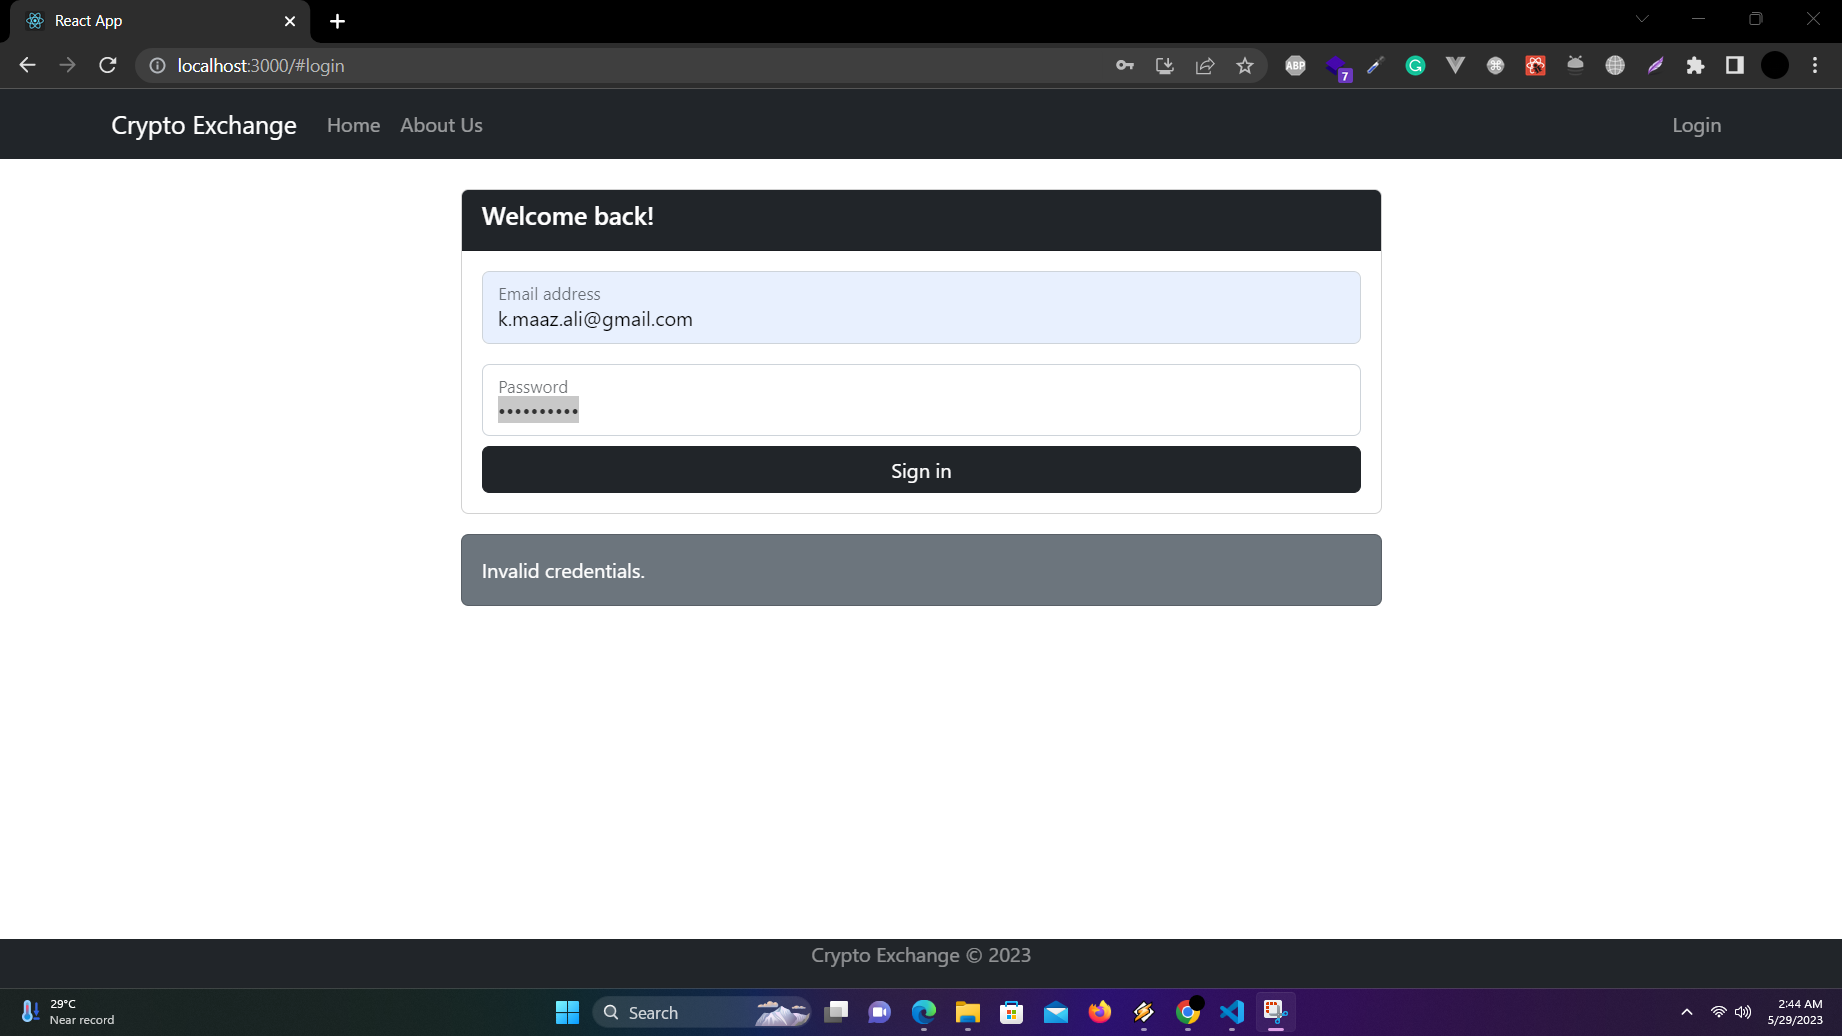 React App
localhost:3000/#login
ABP
7
Crypto Exchange Home About Us Login
Welcome back!
Email address
k.maaz.ali@gmail.com
Password
••••••••••
Sign in
Invalid credentials.
Crypto Exchange © 2023
29°C
Near record
Search
2:44 AM
5/29/2023